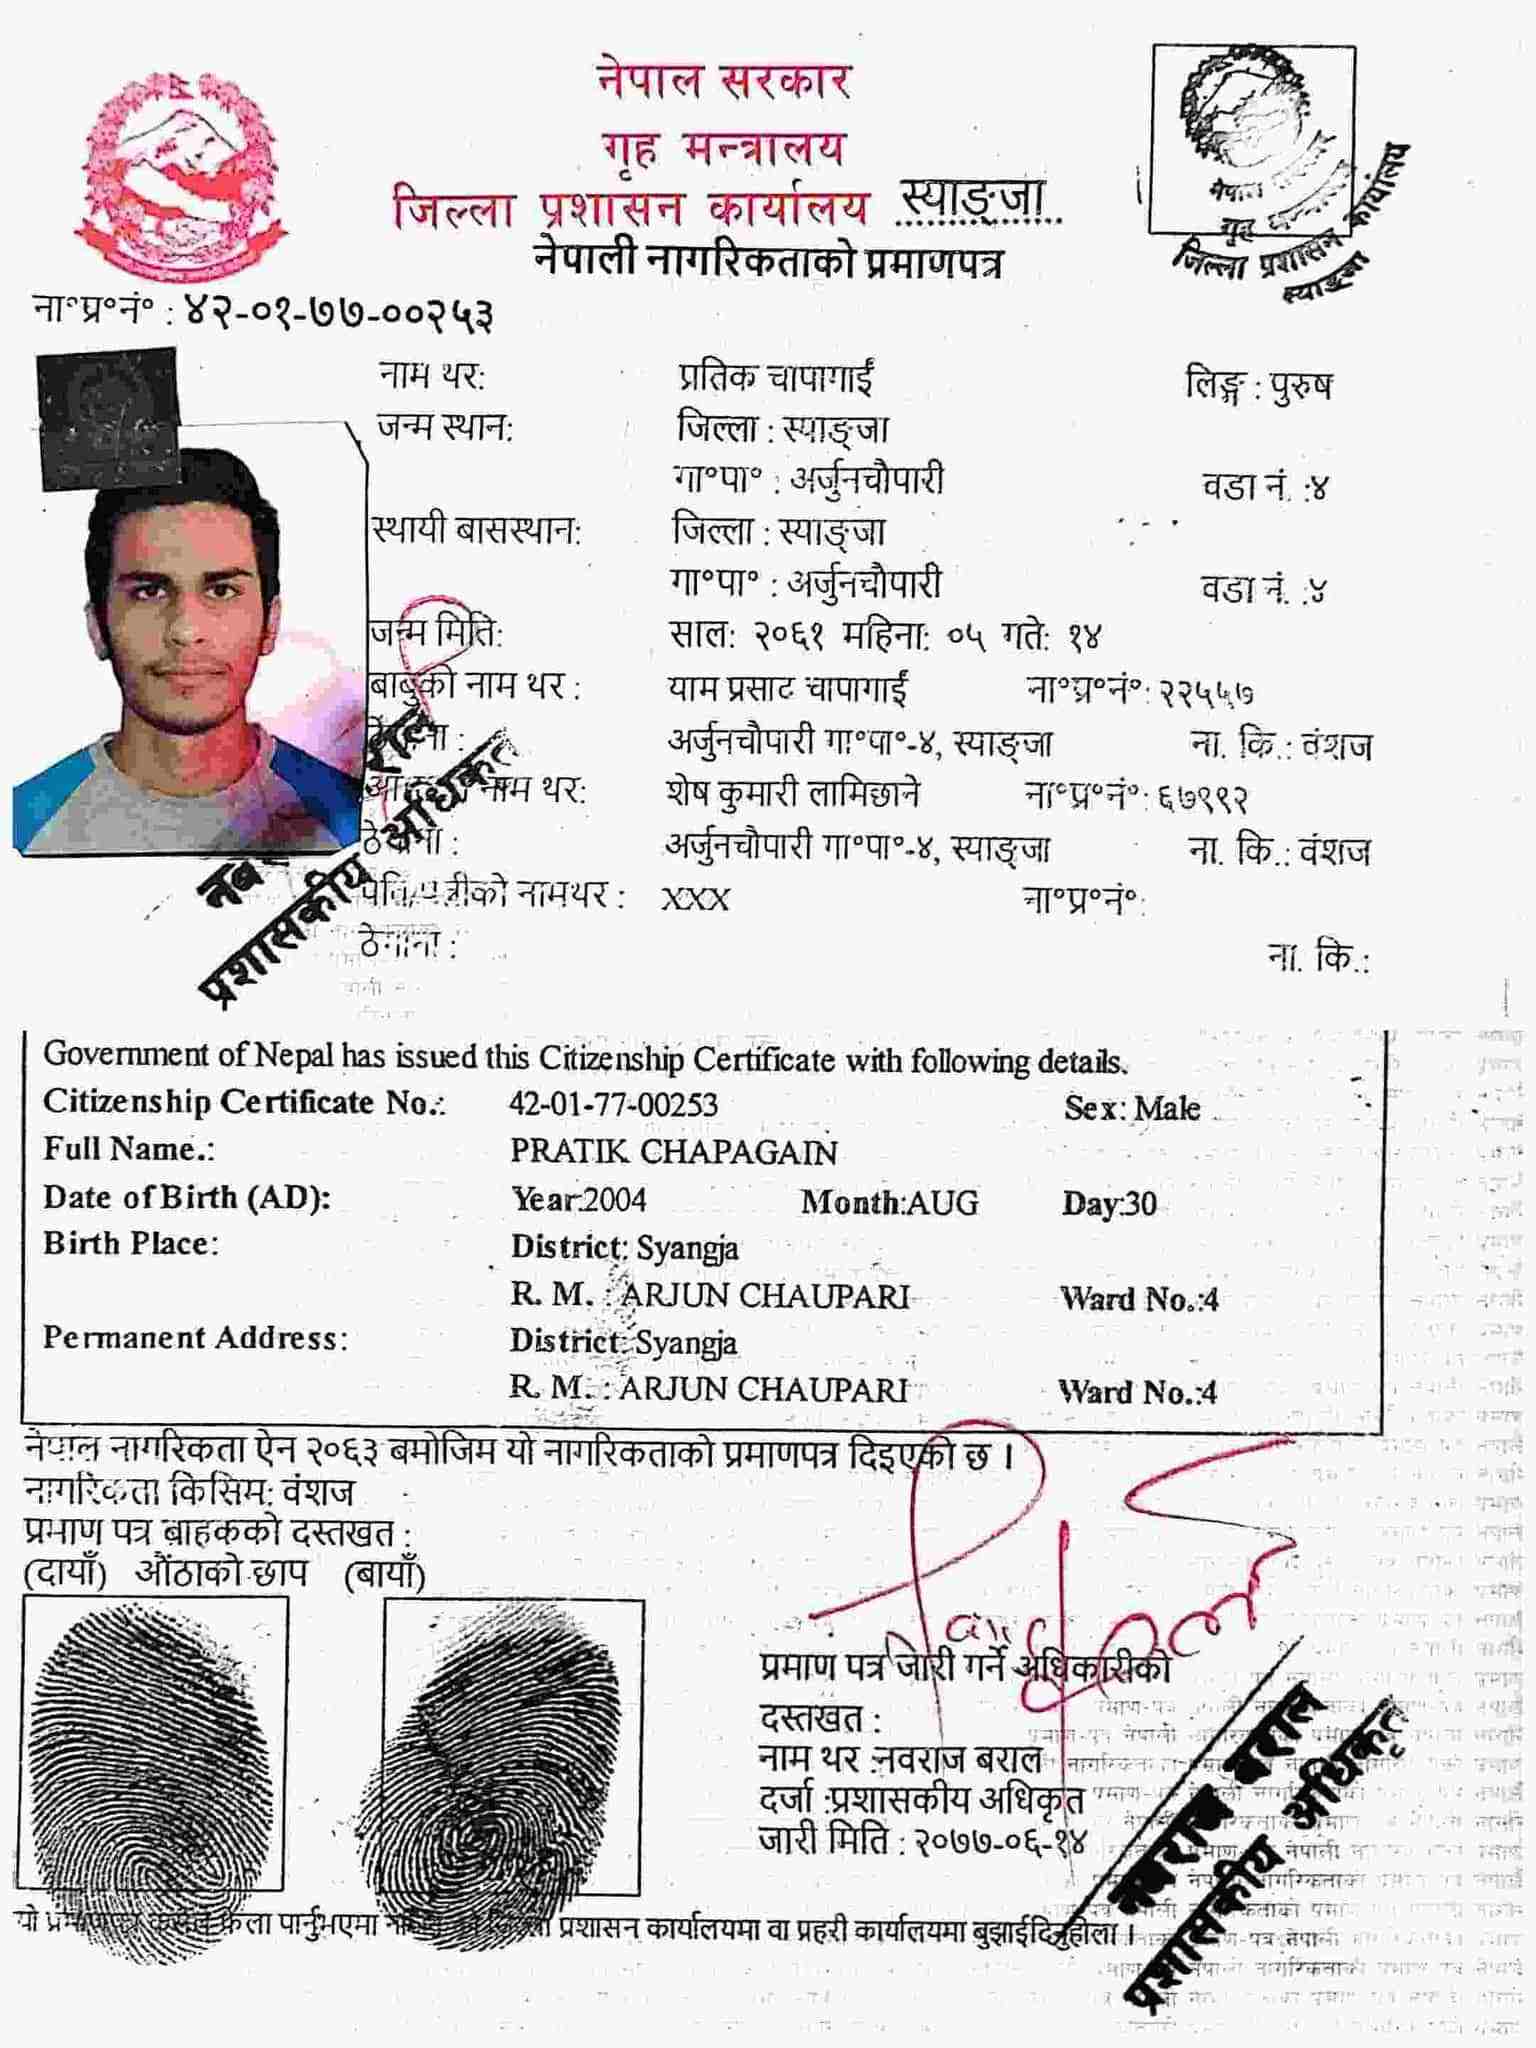 नेपाल सरकार
गृह मन्त्रालय
जिल्ला प्रशासन कार्यालय स्याङ्जा
नेपाली नागरिकताको प्रमाणपत्र
नेपाल सरकार
गृह मन्त्रालय
जिल्ला प्रशासन कार्यालय
स्याङ्जा
ना॰प्र॰नं॰ : ४२-०१-७७-००२५३
नाम थर: प्रतिक चापागाईं लिङ्ग : पुरुष
जन्म स्थान: जिल्ला : स्याङ्जा
गा॰पा॰ : अर्जुनचौपारी वडा नं. :४
स्थायी बासस्थान: जिल्ला : स्याङ्जा
गा॰पा॰ : अर्जुनचौपारी वडा नं. :४
जन्म मिति: साल: २०६१ महिना: ०५ गते: १४
बाबुको नाम थर : याम प्रसाद चापागाईं ना॰प्र॰नं॰: २२५५७
ठेगाना : अर्जुनचौपारी गा॰पा॰-४, स्याङ्जा ना. कि.: वंशज
नाम थर: शेष कुमारी लामिछाने ना॰प्र॰नं॰: ६७९९२
ठेगाना : अर्जुनचौपारी गा॰पा॰-४, स्याङ्जा ना. कि.: वंशज
पति/पत्नीको नामथर : XXX ना॰प्र॰नं॰:
ठेगाना : ना. कि.:
प्रशासकीय अधिकृत
Government of Nepal has issued this Citizenship Certificate with following details.
Citizenship Certificate No.: 42-01-77-00253 Sex: Male
Full Name.: PRATIK CHAPAGAIN
Date of Birth (AD): Year:2004 Month:AUG Day:30
Birth Place: District: Syangja
R. M. : ARJUN CHAUPARI Ward No.:4
Permanent Address: District: Syangja
R. M. : ARJUN CHAUPARI Ward No.:4
नेपाल नागरिकता ऐन २०६३ बमोजिम यो नागरिकताको प्रमाणपत्र दिइएको छ ।
नागरिकता किसिम: वंशज
प्रमाण पत्र बाहकको दस्तखत :
(दायाँ) औंठाको छाप (बायाँ)
प्रमाण पत्र जारी गर्ने अधिकारीको
दस्तखत :
नाम थर :नवराज बराल
दर्जा :प्रशासकीय अधिकृत
जारी मिति : २०७७-०६-१४
नवराज बराल
प्रशासकीय अधिकृत
यो प्रमाणपत्र कसैले फेला पार्नुभएमा जिल्ला प्रशासन कार्यालयमा वा प्रहरी कार्यालयमा बुझाईदिनुहोला ।